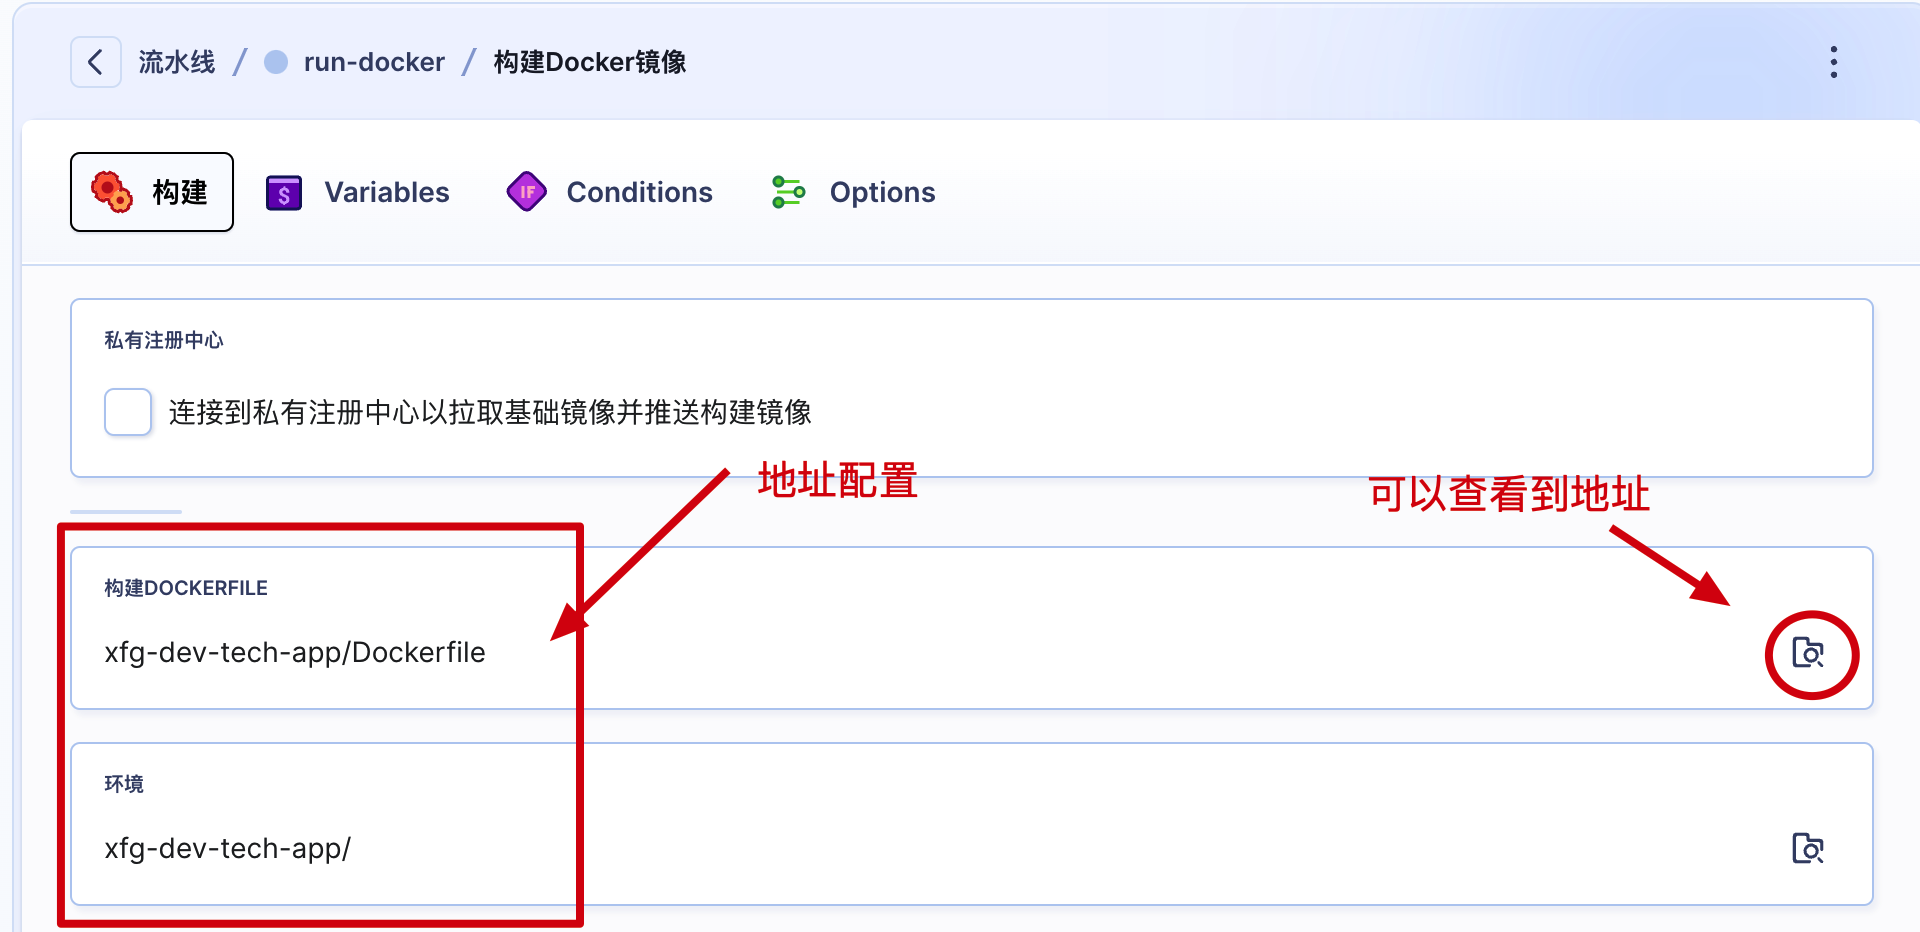 流水线 / run-docker / 构建Docker镜像
构建 Variables Conditions Options
私有注册中心
连接到私有注册中心以拉取基础镜像并推送构建镜像
地址配置
可以查看到地址
构建DOCKERFILE
xfg-dev-tech-app/Dockerfile
环境
xfg-dev-tech-app/